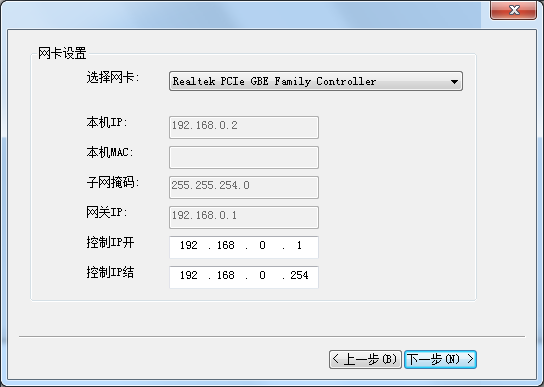 网卡设置
选择网卡: Realtek PCIe GBE Family Controller
本机IP: 192.168.0.2
本机MAC:
子网掩码: 255.255.254.0
网关IP: 192.168.0.1
控制IP开 192 . 168 . 0 . 1
控制IP结 192 . 168 . 0 . 254
< 上一步(B) 下一步(N) >